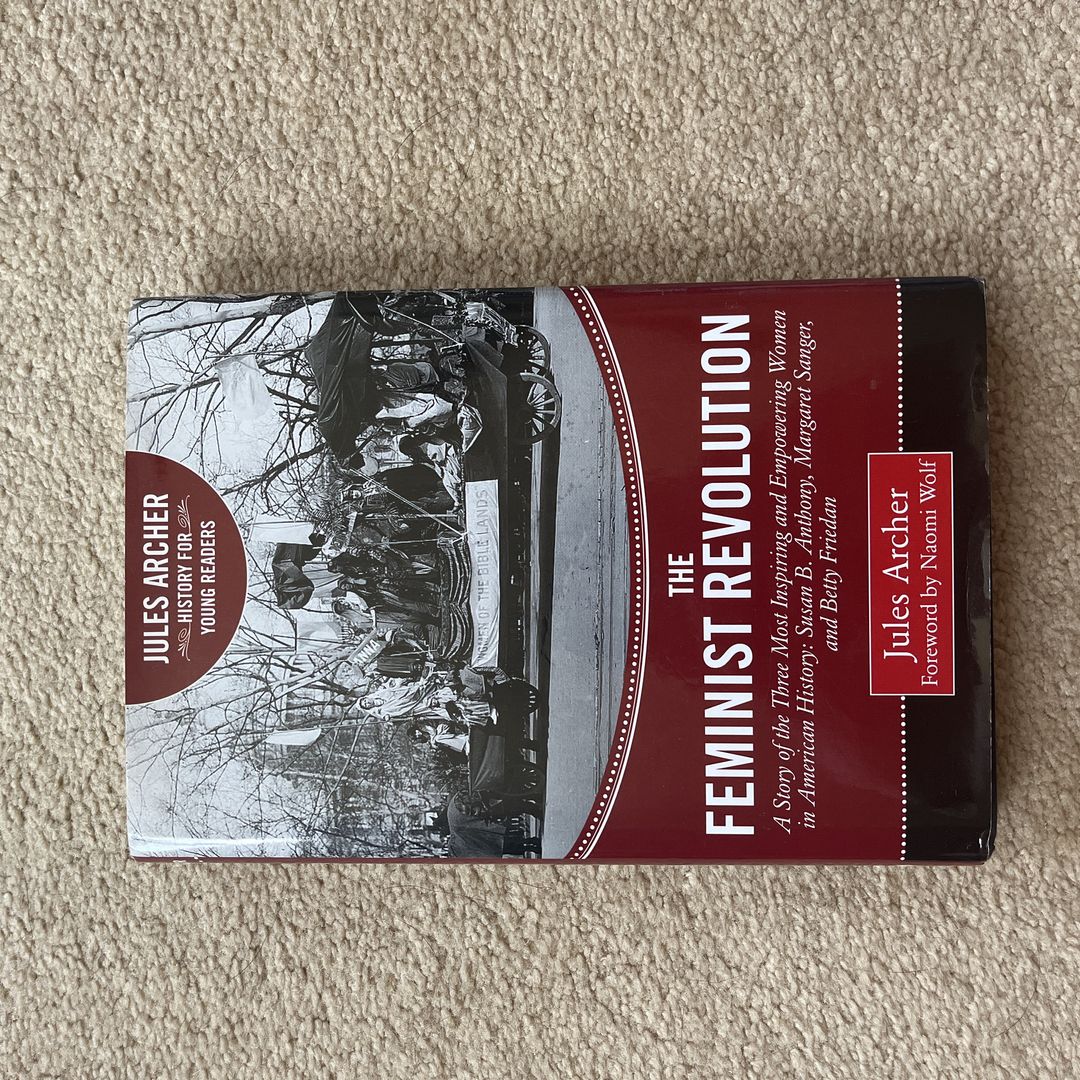 JULES ARCHER
HISTORY FOR
YOUNG READERS
WOMEN OF THE BIBLE LANDS
THE
FEMINIST REVOLUTION
A Story of the Three Most Inspiring and Empowering Women
in American History: Susan B. Anthony, Margaret Sanger,
and Betty Friedan
Jules Archer
Foreword by Naomi Wolf